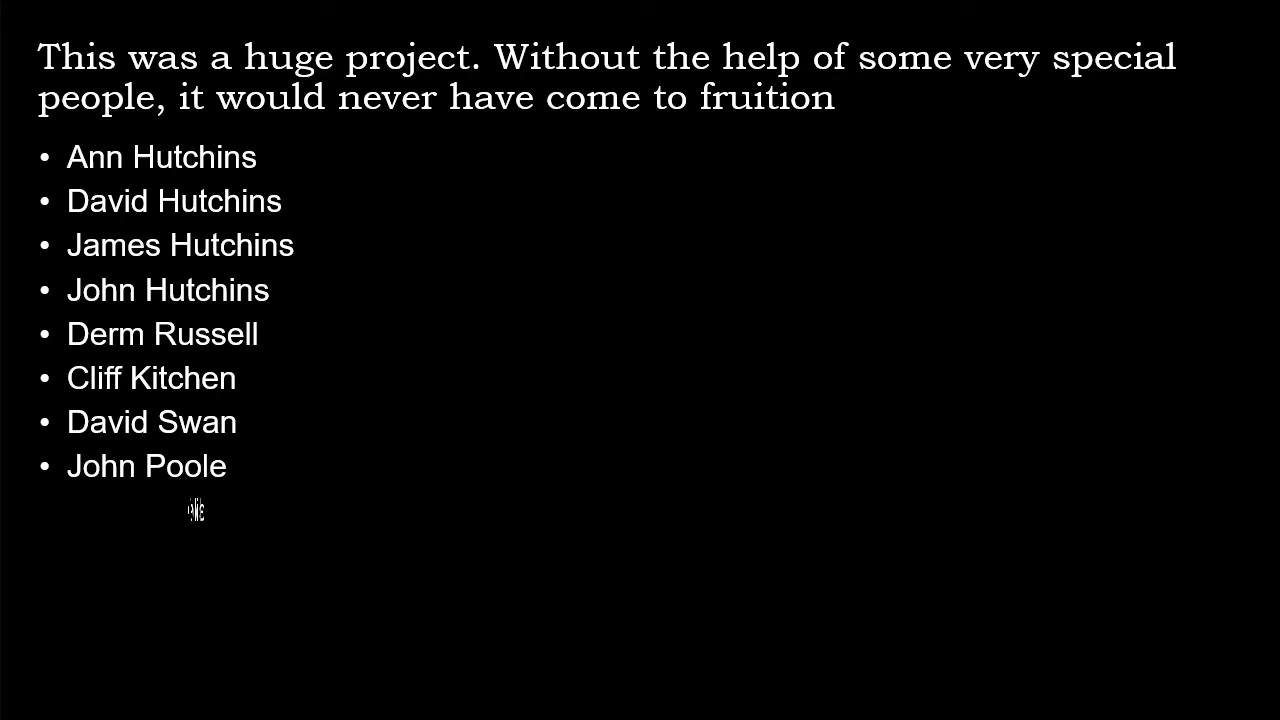 This was a huge project. Without the help of some very special
people, it would never have come to fruition
• Ann Hutchins
• David Hutchins
• James Hutchins
• John Hutchins
• Derm Russell
• Cliff Kitchen
• David Swan
• John Poole